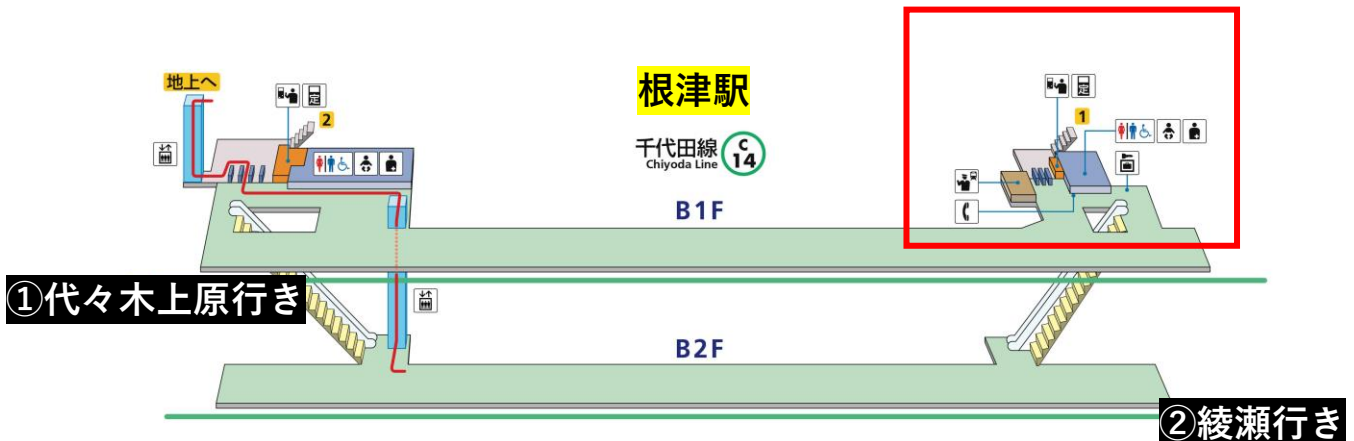 地上へ
定
2
根津駅
千代田線
Chiyoda Line
C
14
定
1
B1F
①代々木上原行き
B2F
②綾瀬行き